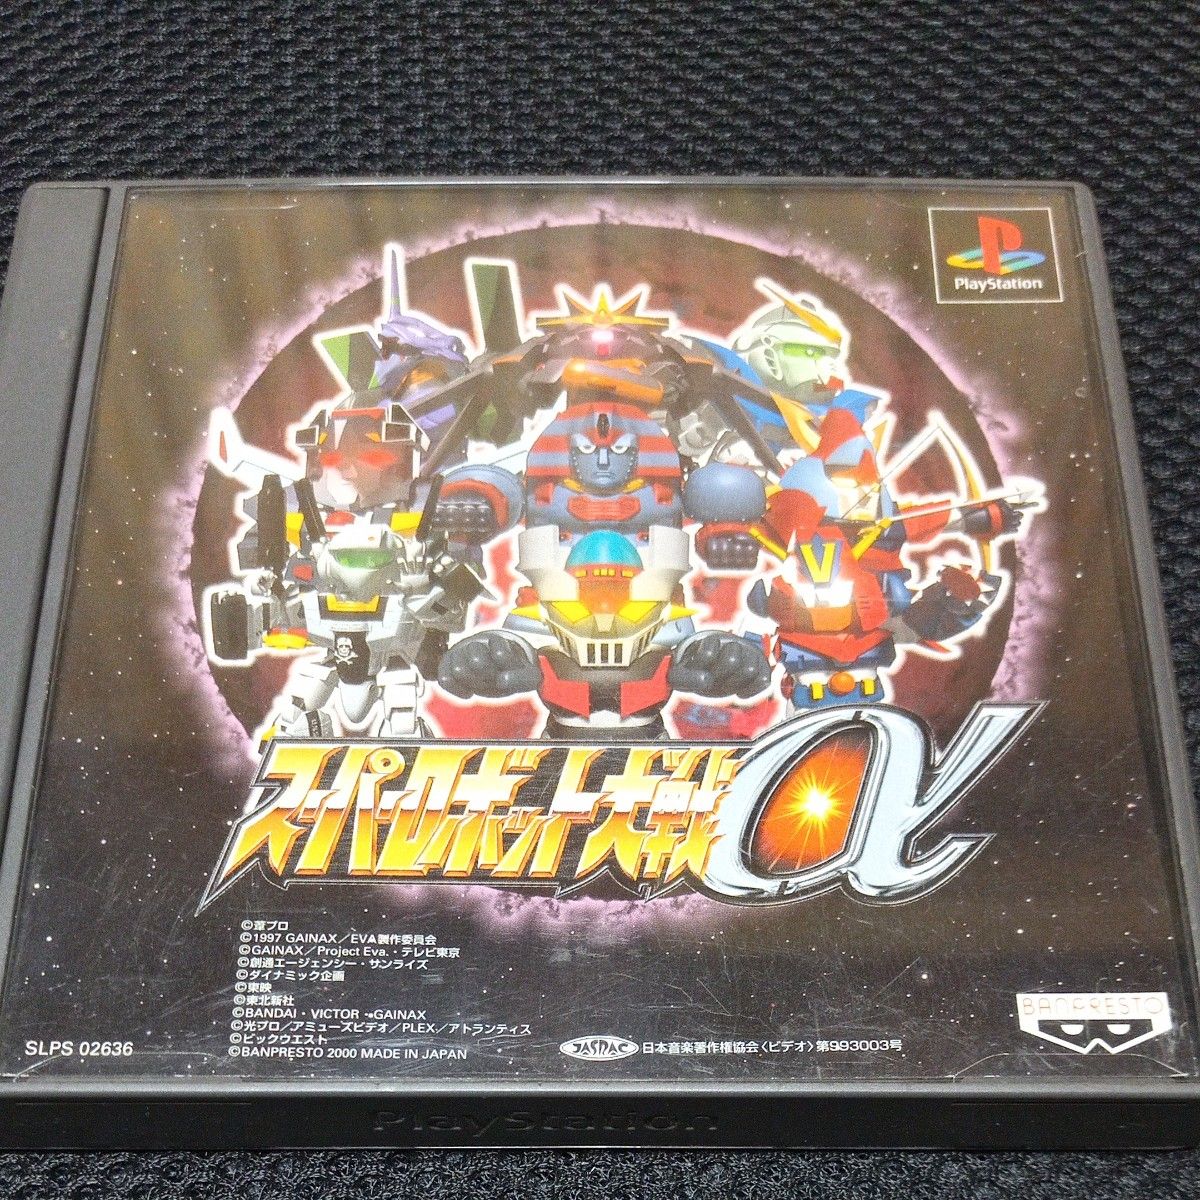 PlayStation
V
スーパーロボット大戦α
©葦プロ
©1997 GAINAX／EVA製作委員会
©GAINAX／Project Eva.・テレビ東京
©創通エージェンシー・サンライズ
©ダイナミック企画
©東映
©東北新社
©BANDAI・VICTOR・GAINAX
©光プロ／アミューズビデオ／PLEX／アトランティス
©ビックウエスト
©BANPRESTO 2000 MADE IN JAPAN
SLPS 02636
JASRAC 日本音楽著作権協会〈ビデオ〉第993003号
BANPRESTO
PlayStation